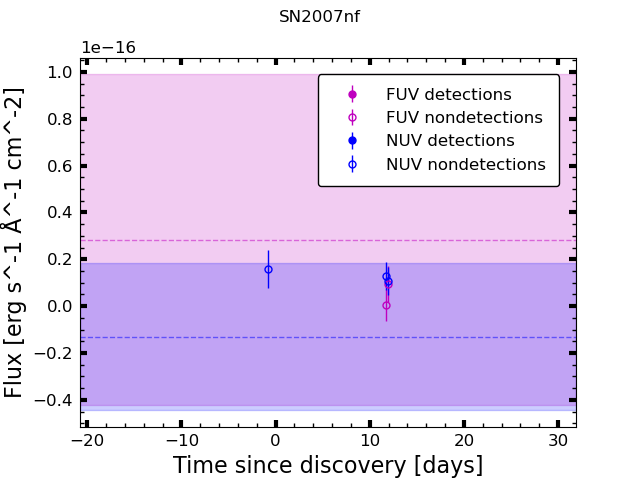 SN2007nf
1e−16
1.0
0.8
0.6
0.4
0.2
0.0
−0.2
−0.4
Flux [erg s^-1 Å^-1 cm^-2]
FUV detections
FUV nondetections
NUV detections
NUV nondetections
−20 −10 0 10 20 30
Time since discovery [days]